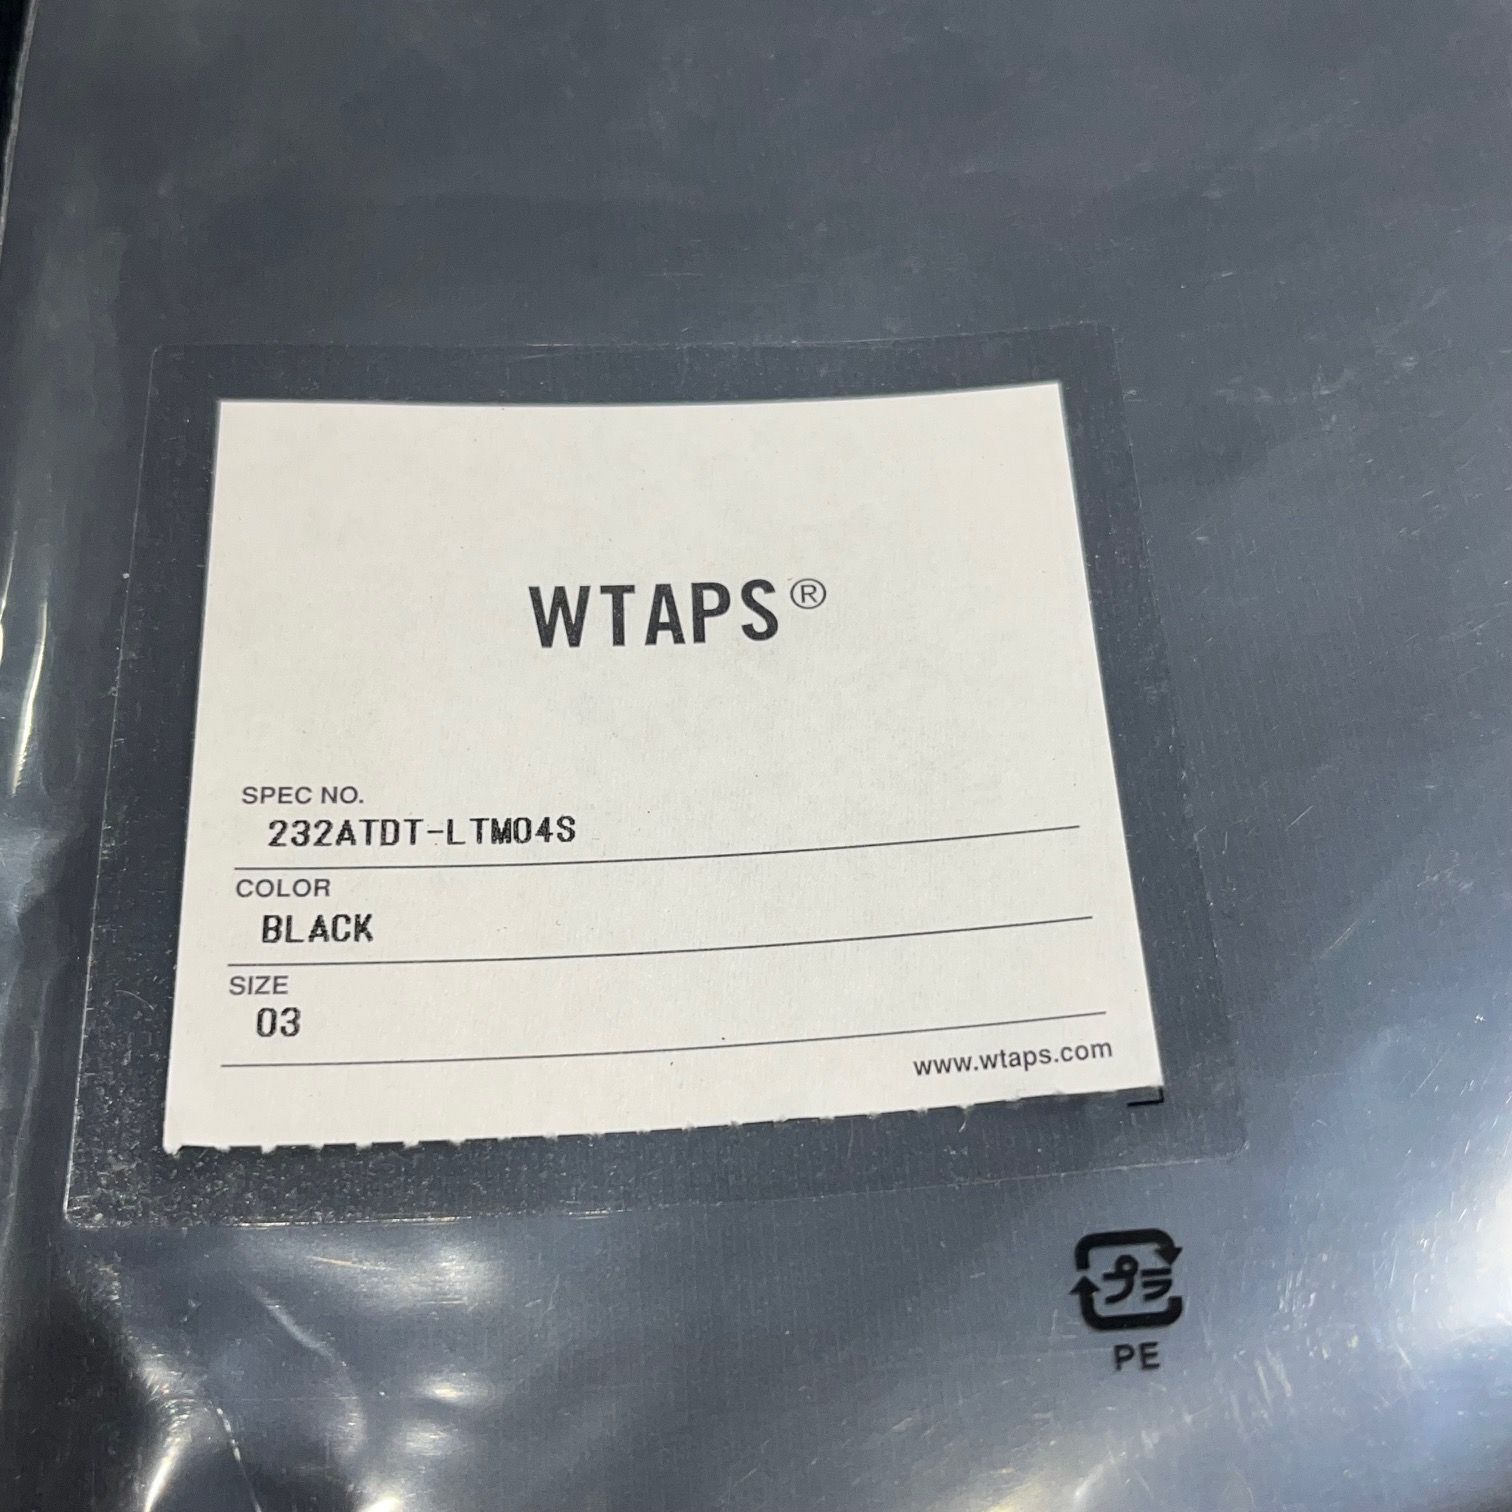 WTAPS®
SPEC NO.
232ATDT-LTM04S
COLOR
BLACK
SIZE
03
www.wtaps.com
プラ
PE